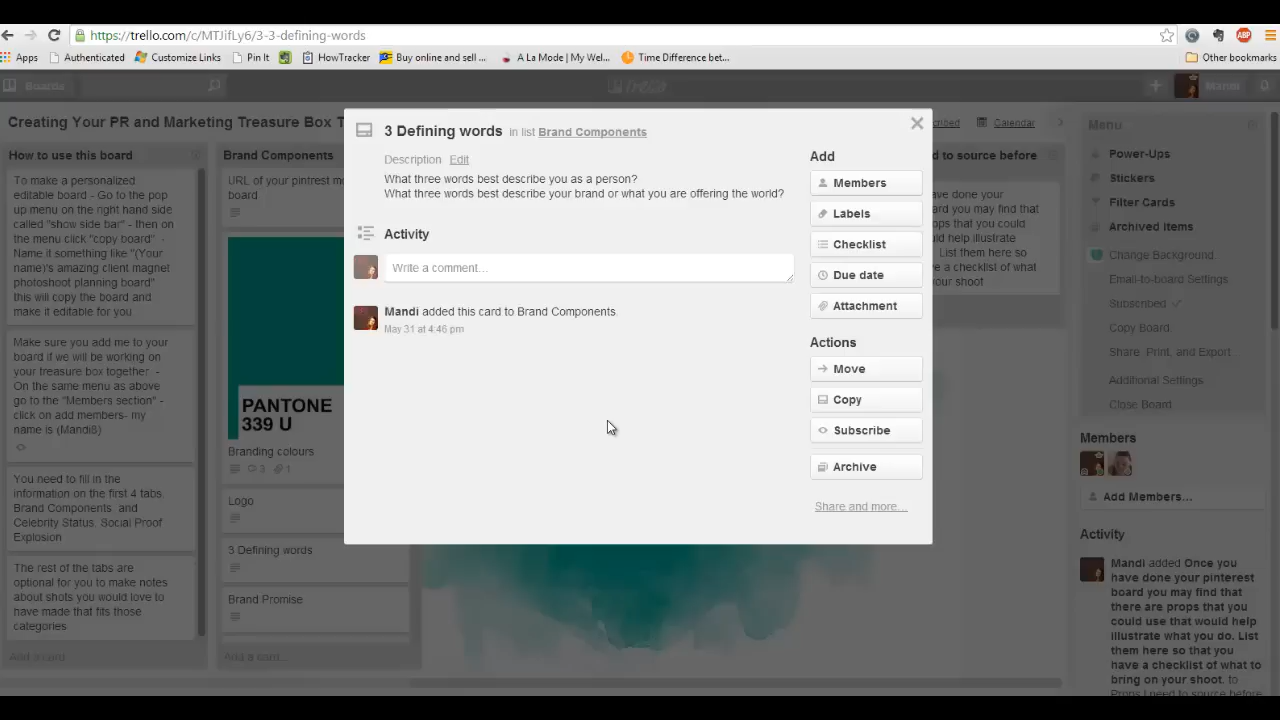 https://trello.com/c/MTJifLy6/3-3-defining-words
Apps
Authenticated
Customize Links
Pin It
HowTracker
Buy online and sell ...
A La Mode | My Wel...
Time Difference bet...
Other bookmarks
Boards
Trello
Mandi
Creating Your PR and Marketing Treasure Box T
Calendar
How to use this board
To make a personalized
editable board - Go to the pop
up menu on the right hand side
called "show side bar" - then on
the menu click "copy board" -
Name it something like "(Your
name)'s amazing client magnet
photoshoot planning board"
this will copy the board and
make it editable for you
Make sure you add me to your
board if we will be working on
your treasure box together -
On the same menu as above
go to the "Members section" -
click on add members- my
name is (Mandi8)
You need to fill in the
information on the first 4 tabs,
Brand Components and
Celebrity Status, Social Proof
Explosion
The rest of the tabs are
optional for you to make notes
about shots you would love to
have made that fits those
categories
Add a card...
Brand Components
URL of your pintrest m
board
PANTONE
339 U
Branding colours
3
1
Logo
3 Defining words
Brand Promise
Add a card...
3 Defining words in list Brand Components
Description Edit
What three words best describe you as a person?
What three words best describe your brand or what you are offering the world?
Activity
Write a comment...
Mandi added this card to Brand Components.
May 31 at 4:46 pm
Add
Members
Labels
Checklist
Due date
Attachment
Actions
Move
Copy
Subscribe
Archive
Share and more...
d to source before
ave done your
oard you may find that
re props that you could
ould help illustrate
List them here so
e a checklist of what
our shoot
Menu
Power-Ups
Stickers
Filter Cards
Archived Items
Change Background...
Email-to-board Settings
Subscribed
Copy Board...
Share, Print, and Export...
Additional Settings
Close Board...
Members
Add Members...
Activity
Mandi added Once you
have done your pinterest
board you may find that
there are props that you
could use that would help
illustrate what you do. List
them here so that you
have a checklist of what to
bring on your shoot. to